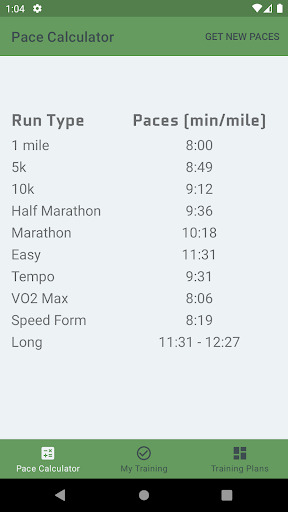 1:04
Pace Calculator GET NEW PACES
Run Type Paces (min/mile)
1 mile 8:00
5k 8:49
10k 9:12
Half Marathon 9:36
Marathon 10:18
Easy 11:31
Tempo 9:31
VO2 Max 8:06
Speed Form 8:19
Long 11:31 - 12:27
Pace Calculator My Training Training Plans